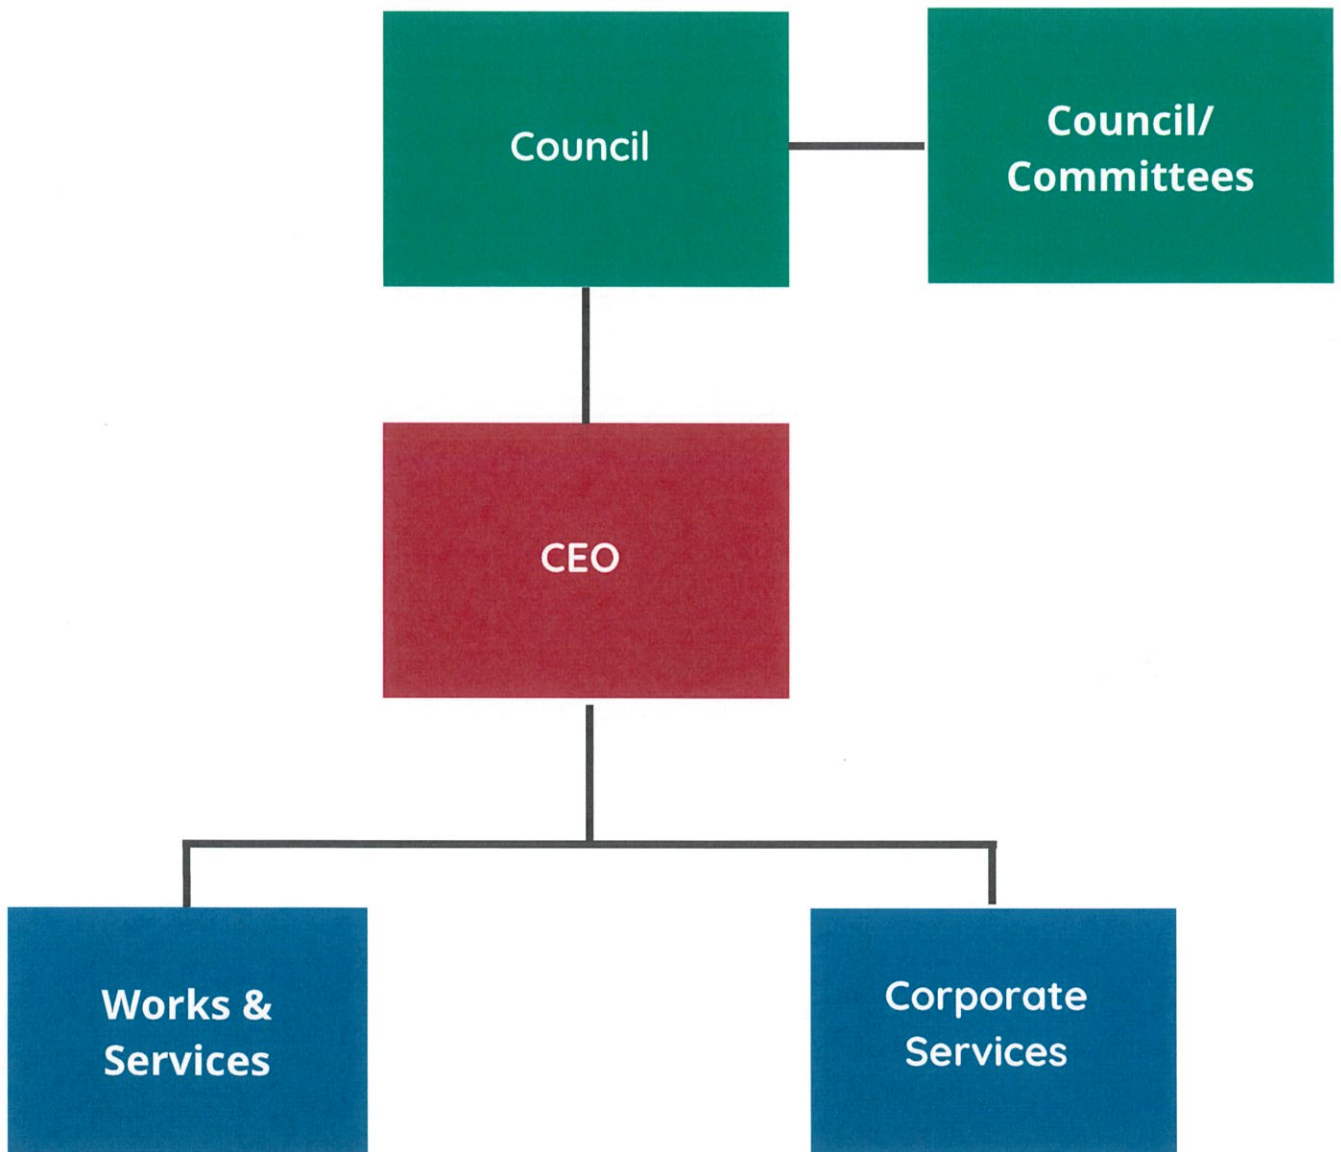 Council
Council/
Committees
CEO
Works &
Services
Corporate
Services